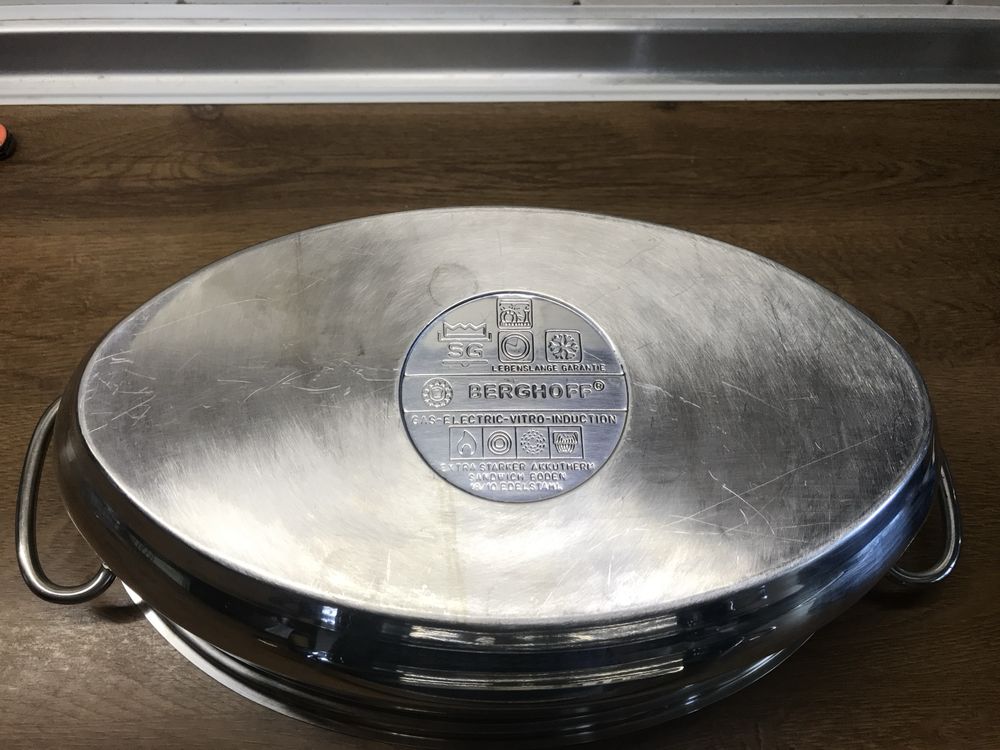 SG
LEBENSLANGE GARANTIE
BERGHOFF®
GAS-ELECTRIC-VITRO-INDUCTION
EXTRA STARKER AKKUTHERM
SANDWICH BODEN
18/10 EDELSTAHL